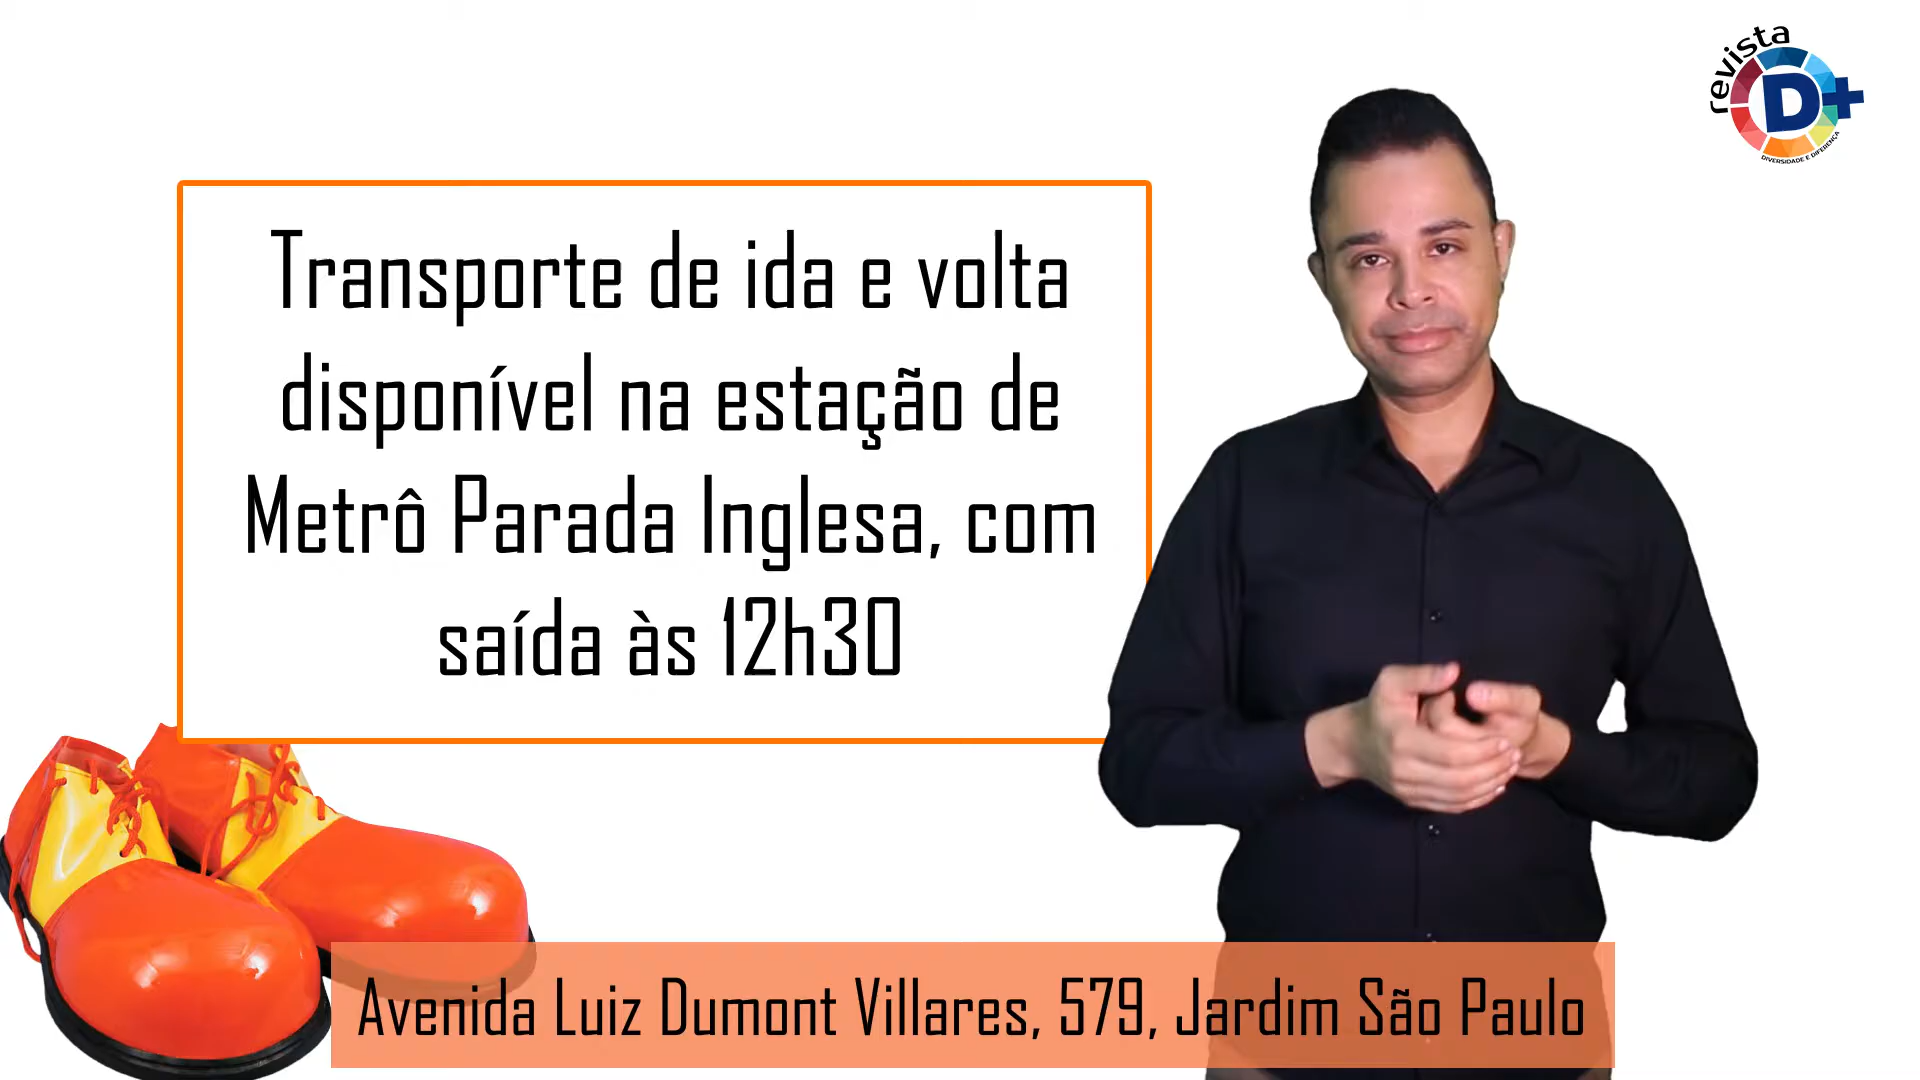 revista
D+
DIVERSIDADE E DIFERENÇA
Transporte de ida e volta
disponível na estação de
Metrô Parada Inglesa, com
saída às 12h30
Avenida Luiz Dumont Villares, 579, Jardim São Paulo